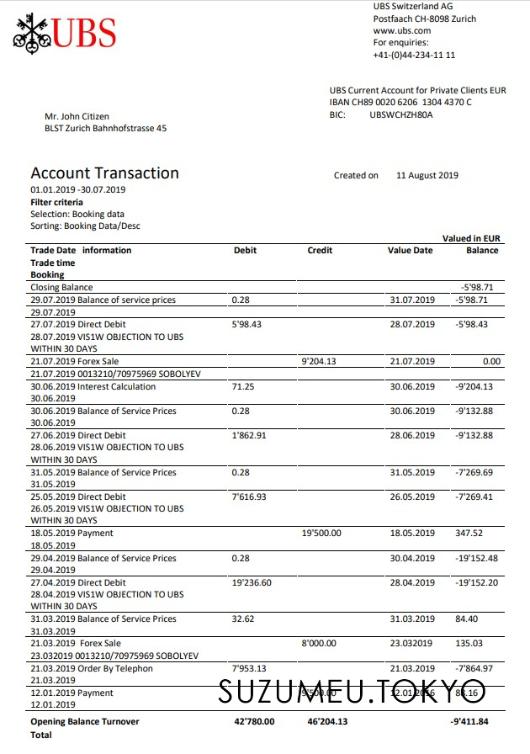 UBS
UBS Switzerland AG
Postfaach CH-8098 Zurich
www.ubs.com
For enquiries:
+41-(0)44-234-11 11
UBS Current Account for Private Clients EUR
IBAN CH89 0020 6206 1304 4370 C
BIC: UBSWCHZH80A
Mr. John Citizen
BLST Zurich Bahnhofstrasse 45
Account Transaction
Created on 11 August 2019
01.01.2019 -30.07.2019
Filter criteria
Selection: Booking data
Sorting: Booking Data/Desc
Valued in EUR
Trade Date information Debit Credit Value Date Balance
Trade time
Booking
Closing Balance -5'98.71
29.07.2019 Balance of service prices 0.28 31.07.2019 -5'98.71
29.07.2019
27.07.2019 Direct Debit 5'98.43 28.07.2019 -5'98.43
28.07.2019 VIS1W OBJECTION TO UBS
WITHIN 30 DAYS
21.07.2019 Forex Sale 9'204.13 21.07.2019 0.00
21.07.2019 0013210/70975969 SOBOLYEV
30.06.2019 Interest Calculation 71.25 30.06.2019 -9'204.13
30.06.2019
30.06.2019 Balance of Service Prices 0.28 30.06.2019 -9'132.88
30.06.2019
27.06.2019 Direct Debit 1'862.91 28.06.2019 -9'132.88
28.06.2019 VIS1W OBJECTION TO UBS
WITHIN 30 DAYS
31.05.2019 Balance of Service Prices 0.28 31.05.2019 -7'269.69
31.05.2019
25.05.2019 Direct Debit 7'616.93 26.05.2019 -7'269.41
26.05.2019 VIS1W OBJECTION TO UBS
WITHIN 30 DAYS
18.05.2019 Payment 19'500.00 18.05.2019 347.52
18.05.2019
29.04.2019 Balance of Service Prices 0.28 30.04.2019 -19'152.48
29.04.2019
27.04.2019 Direct Debit 19'236.60 28.04.2019 -19'152.20
28.04.2019 VIS1W OBJECTION TO UBS
WITHIN 30 DAYS
31.03.2019 Balance of Service Prices 32.62 31.03.2019 84.40
31.03.2019
21.03.2019 Forex Sale 8'000.00 23.032019 135.03
23.032019 0013210/70975969 SOBOLYEV
21.03.2019 Order By Telephon 7'953.13 21.03.2019 -7'864.97
21.03.2019
12.01.2019 Payment
12.01.2019
SUZUMEU.TOKYO
Opening Balance Turnover 42'780.00 46'204.13 -9'411.84
Total